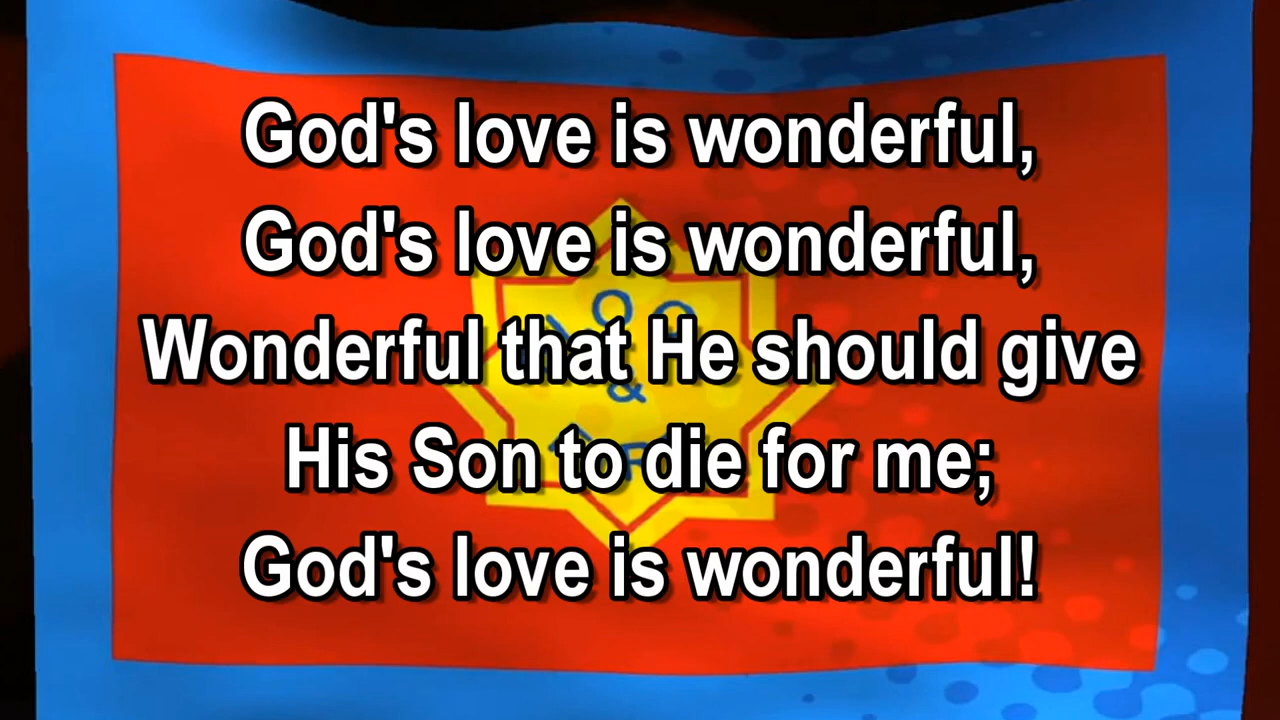 God's love is wonderful,
God's love is wonderful,
Wonderful that He should give
His Son to die for me;
God's love is wonderful!
&